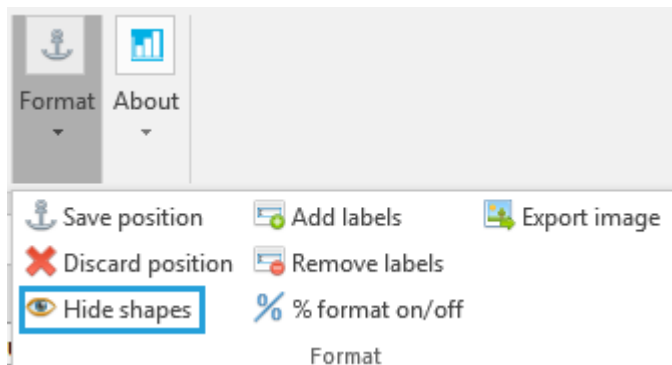 Format About
Save position Add labels Export image
Discard position Remove labels
Hide shapes % format on/off
Format